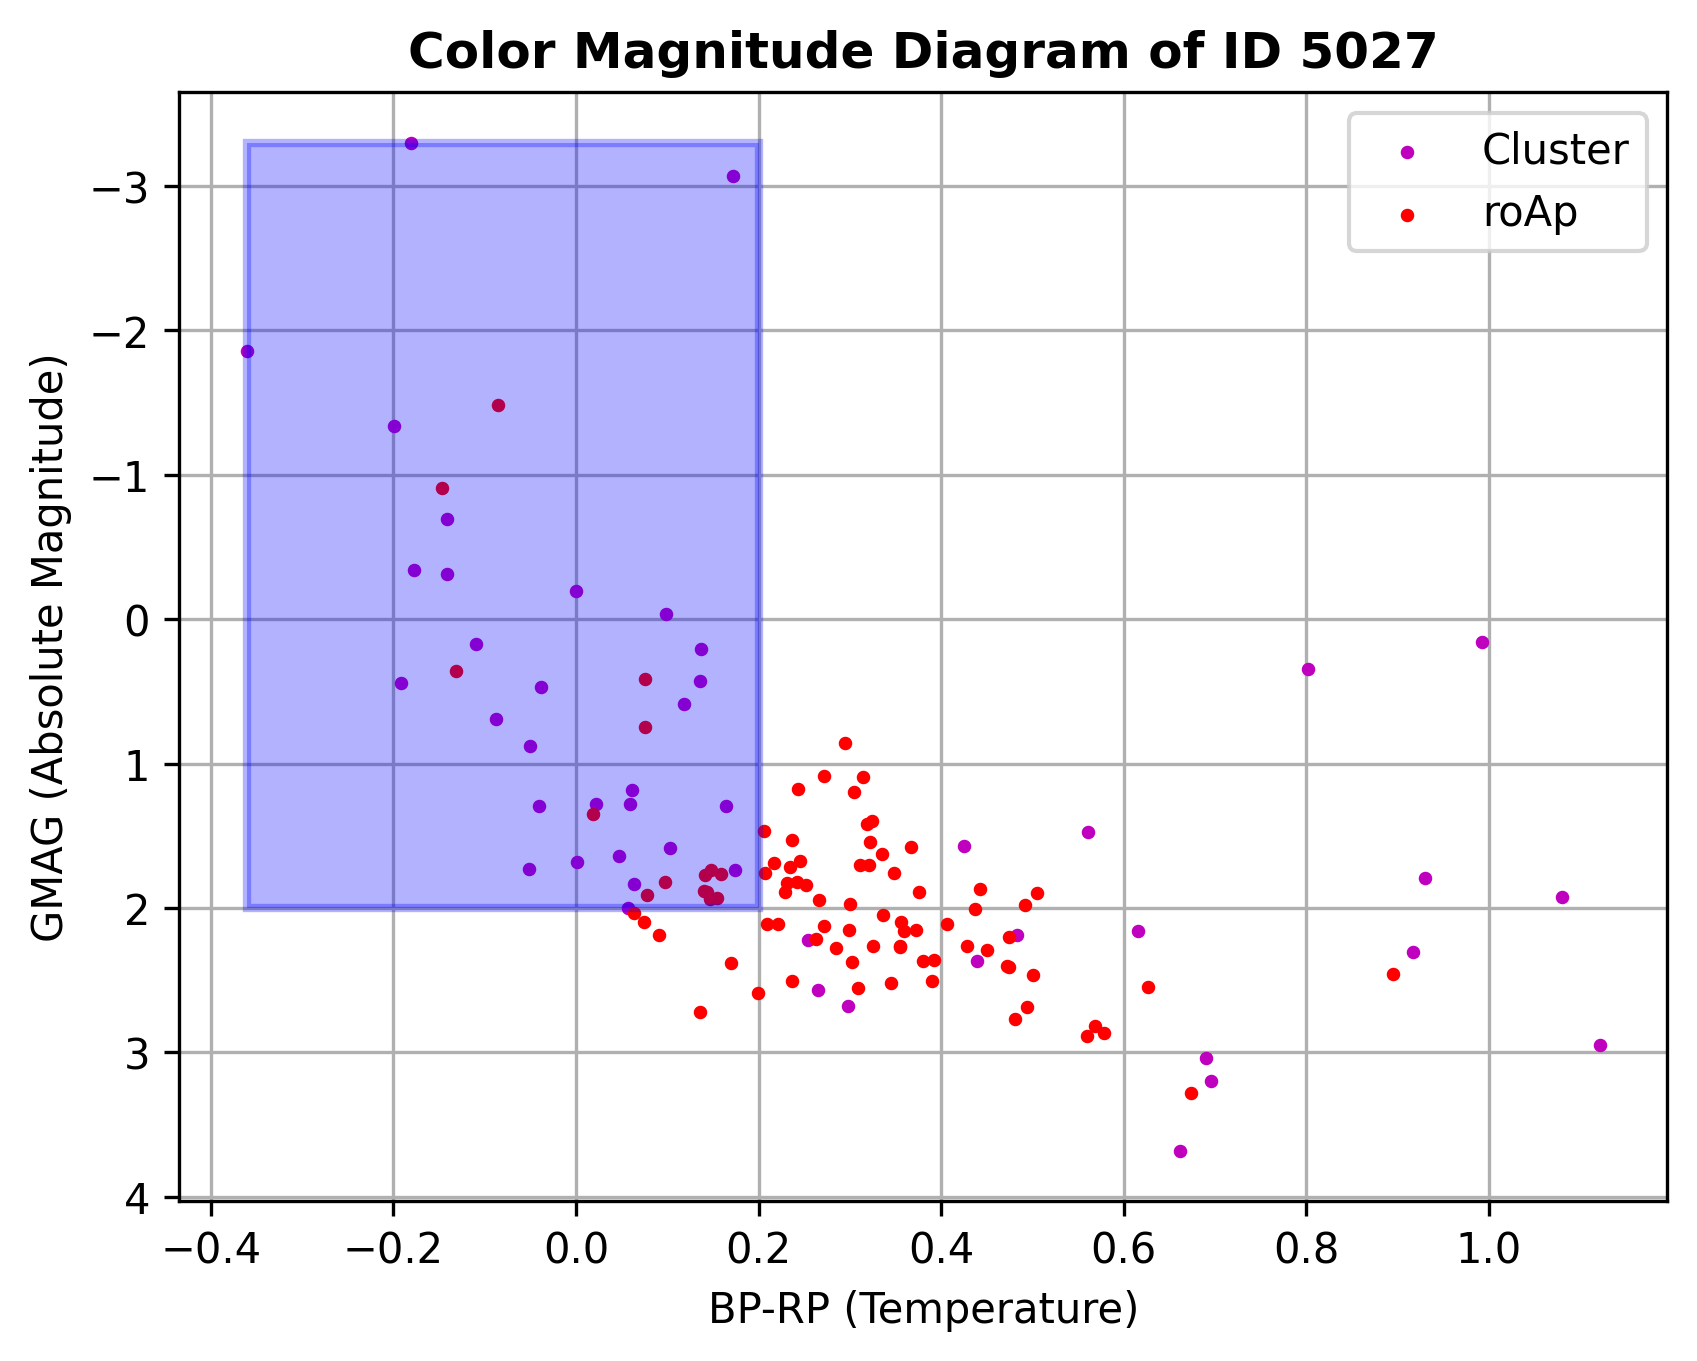 Color Magnitude Diagram of ID 5027
Cluster
roAp
GMAG (Absolute Magnitude)
−3
−2
−1
0
1
2
3
4
−0.4 −0.2 0.0 0.2 0.4 0.6 0.8 1.0
BP-RP (Temperature)